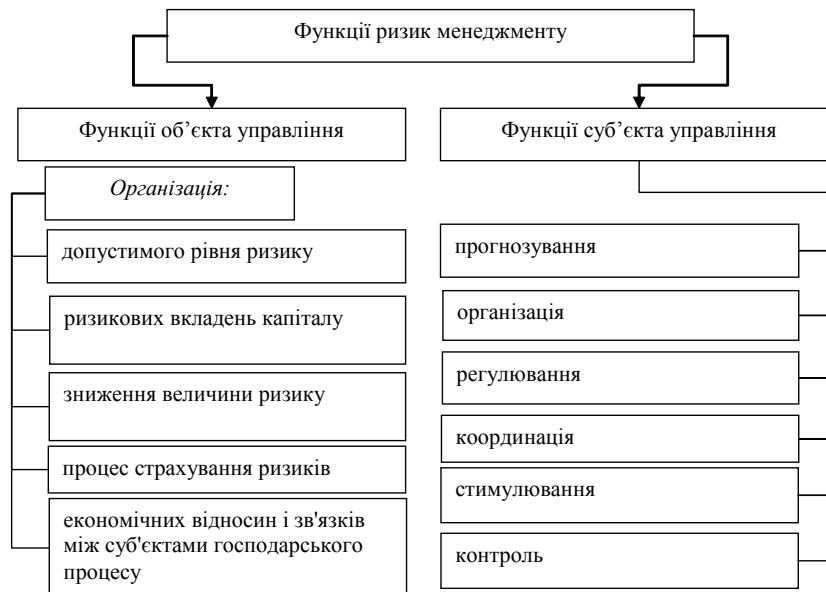 Функції ризик менеджменту
Функції об’єкта управління
Функції суб’єкта управління
Організація:
допустимого рівня ризику
ризикових вкладень капіталу
зниження величини ризику
процес страхування ризиків
економічних відносин і зв'язків
між суб'єктами господарського
процесу
прогнозування
організація
регулювання
координація
стимулювання
контроль